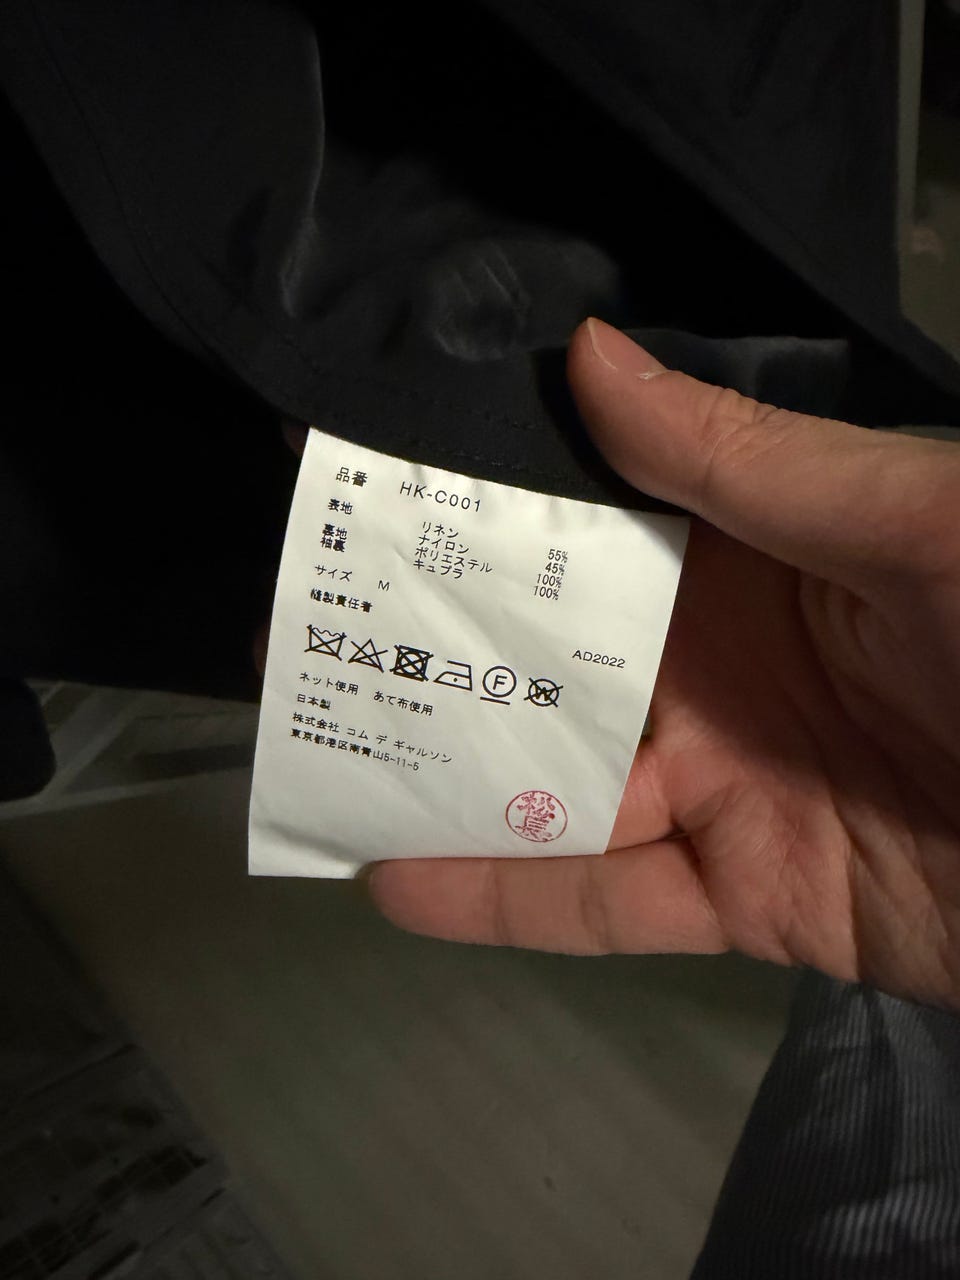 品番 HK-C001
表地 リネン 55%
ナイロン 45%
裏地 ポリエステル 100%
袖裏 キュプラ 100%
サイズ M
縫製責任者
AD2022
F
W
ネット使用 あて布使用
日本製
株式会社 コム デ ギャルソン
東京都港区南青山5-11-5